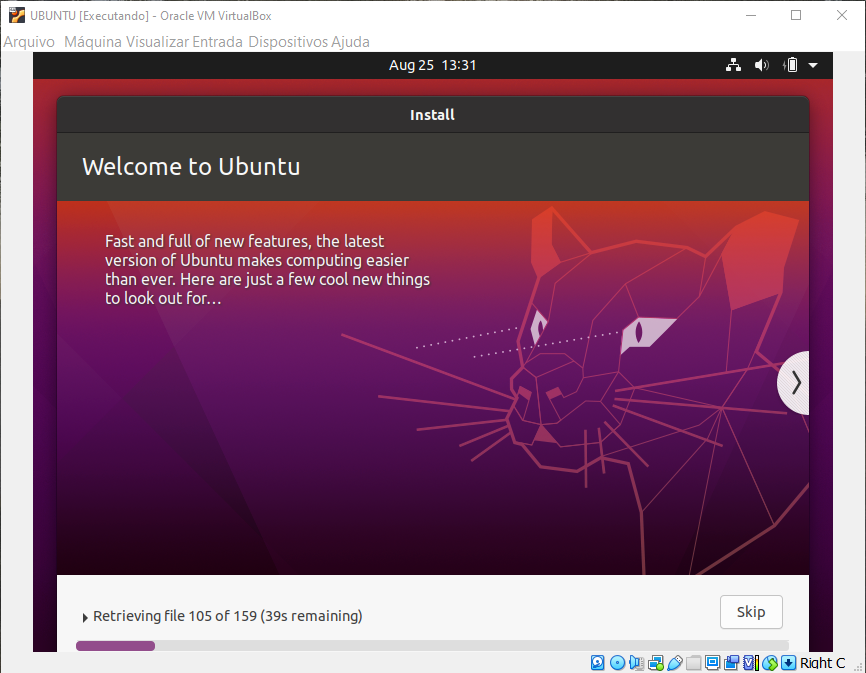 UBUNTU [Executando] - Oracle VM VirtualBox
Arquivo Máquina Visualizar Entrada Dispositivos Ajuda
Aug 25 13:31
Install
Welcome to Ubuntu
Fast and full of new features, the latest
version of Ubuntu makes computing easier
than ever. Here are just a few cool new things
to look out for…
Retrieving file 105 of 159 (39s remaining)
Skip
Right C